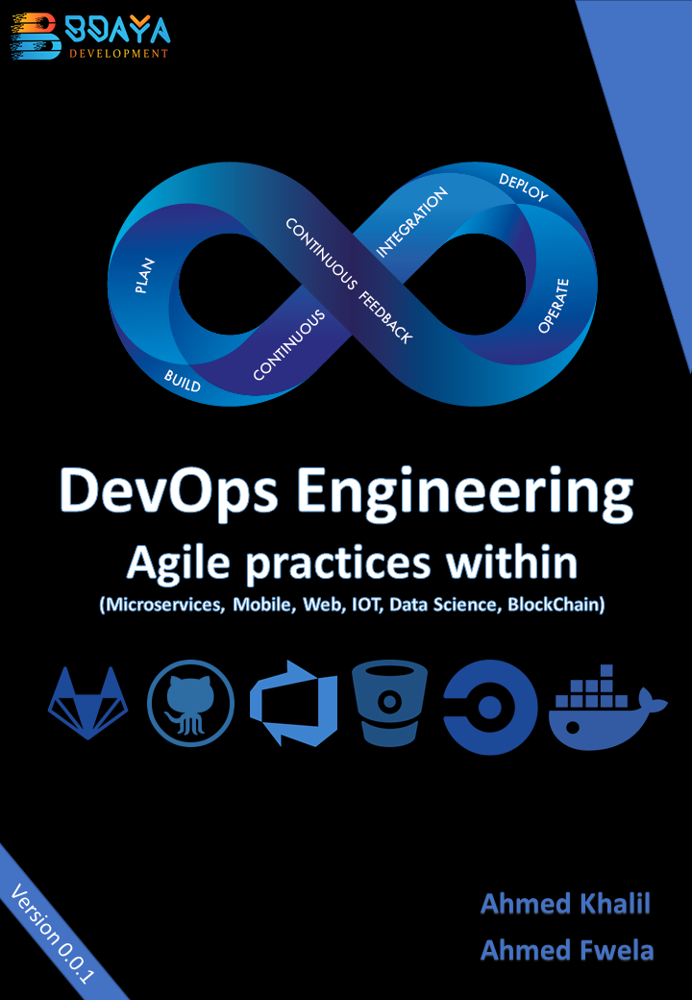 BDAYA
DEVELOPMENT
DEPLOY
INTEGRATION
CONTINUOUS FEEDBACK
PLAN
OPERATE
CONTINUOUS
BUILD
DevOps Engineering
Agile practices within
(Microservices, Mobile, Web, IOT, Data Science, BlockChain)
Ahmed Khalil
Ahmed Fwela
Version 0.0.1